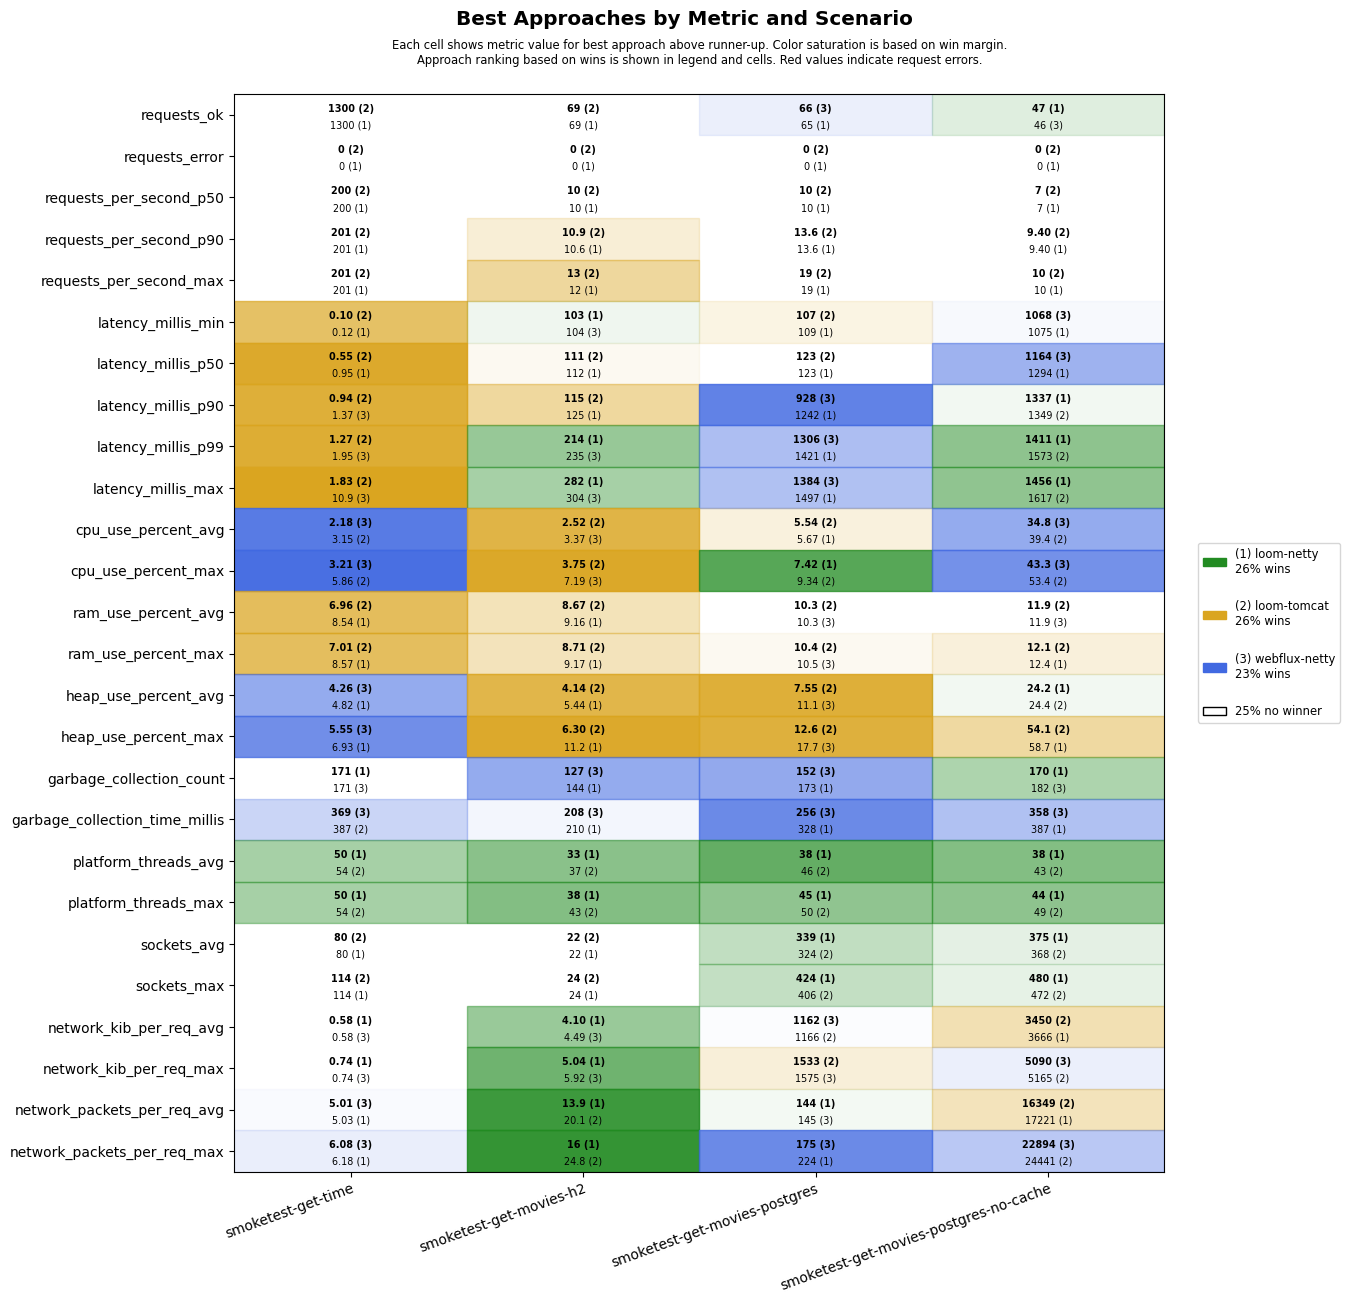 Best Approaches by Metric and Scenario
Each cell shows metric value for best approach above runner-up. Color saturation is based on win margin.
Approach ranking based on wins is shown in legend and cells. Red values indicate request errors.
requests_ok
1300 (2) 69 (2) 66 (3) 47 (1)
1300 (1) 69 (1) 65 (1) 46 (3)
requests_error
0 (2) 0 (2) 0 (2) 0 (2)
0 (1) 0 (1) 0 (1) 0 (1)
requests_per_second_p50
200 (2) 10 (2) 10 (2) 7 (2)
200 (1) 10 (1) 10 (1) 7 (1)
requests_per_second_p90
201 (2) 10.9 (2) 13.6 (2) 9.40 (2)
201 (1) 10.6 (1) 13.6 (1) 9.40 (1)
requests_per_second_max
201 (2) 13 (2) 19 (2) 10 (2)
201 (1) 12 (1) 19 (1) 10 (1)
latency_millis_min
0.10 (2) 103 (1) 107 (2) 1068 (3)
0.12 (1) 104 (3) 109 (1) 1075 (1)
latency_millis_p50
0.55 (2) 111 (2) 123 (2) 1164 (3)
0.95 (1) 112 (1) 123 (1) 1294 (1)
latency_millis_p90
0.94 (2) 115 (2) 928 (3) 1337 (1)
1.37 (3) 125 (1) 1242 (1) 1349 (2)
latency_millis_p99
1.27 (2) 214 (1) 1306 (3) 1411 (1)
1.95 (3) 235 (3) 1421 (1) 1573 (2)
latency_millis_max
1.83 (2) 282 (1) 1384 (3) 1456 (1)
10.9 (3) 304 (3) 1497 (1) 1617 (2)
cpu_use_percent_avg
2.18 (3) 2.52 (2) 5.54 (2) 34.8 (3)
3.15 (2) 3.37 (3) 5.67 (1) 39.4 (2)
cpu_use_percent_max
3.21 (3) 3.75 (2) 7.42 (1) 43.3 (3)
5.86 (2) 7.19 (3) 9.34 (2) 53.4 (2)
ram_use_percent_avg
6.96 (2) 8.67 (2) 10.3 (2) 11.9 (2)
8.54 (1) 9.16 (1) 10.3 (3) 11.9 (3)
ram_use_percent_max
7.01 (2) 8.71 (2) 10.4 (2) 12.1 (2)
8.57 (1) 9.17 (1) 10.5 (3) 12.4 (1)
heap_use_percent_avg
4.26 (3) 4.14 (2) 7.55 (2) 24.2 (1)
4.82 (1) 5.44 (1) 11.1 (3) 24.4 (2)
heap_use_percent_max
5.55 (3) 6.30 (2) 12.6 (2) 54.1 (2)
6.93 (1) 11.2 (1) 17.7 (3) 58.7 (1)
garbage_collection_count
171 (1) 127 (3) 152 (3) 170 (1)
171 (3) 144 (1) 173 (1) 182 (3)
garbage_collection_time_millis
369 (3) 208 (3) 256 (3) 358 (3)
387 (2) 210 (1) 328 (1) 387 (1)
platform_threads_avg
50 (1) 33 (1) 38 (1) 38 (1)
54 (2) 37 (2) 46 (2) 43 (2)
platform_threads_max
50 (1) 38 (1) 45 (1) 44 (1)
54 (2) 43 (2) 50 (2) 49 (2)
sockets_avg
80 (2) 22 (2) 339 (1) 375 (1)
80 (1) 22 (1) 324 (2) 368 (2)
sockets_max
114 (2) 24 (2) 424 (1) 480 (1)
114 (1) 24 (1) 406 (2) 472 (2)
network_kib_per_req_avg
0.58 (1) 4.10 (1) 1162 (3) 3450 (2)
0.58 (3) 4.49 (3) 1166 (2) 3666 (1)
network_kib_per_req_max
0.74 (1) 5.04 (1) 1533 (2) 5090 (3)
0.74 (3) 5.92 (3) 1575 (3) 5165 (2)
network_packets_per_req_avg
5.01 (3) 13.9 (1) 144 (1) 16349 (2)
5.03 (1) 20.1 (2) 145 (3) 17221 (1)
network_packets_per_req_max
6.08 (3) 16 (1) 175 (3) 22894 (3)
6.18 (1) 24.8 (2) 224 (1) 24441 (2)
smoketest-get-time
smoketest-get-movies-h2
smoketest-get-movies-postgres
smoketest-get-movies-postgres-no-cache
(1) loom-netty
26% wins
(2) loom-tomcat
26% wins
(3) webflux-netty
23% wins
25% no winner